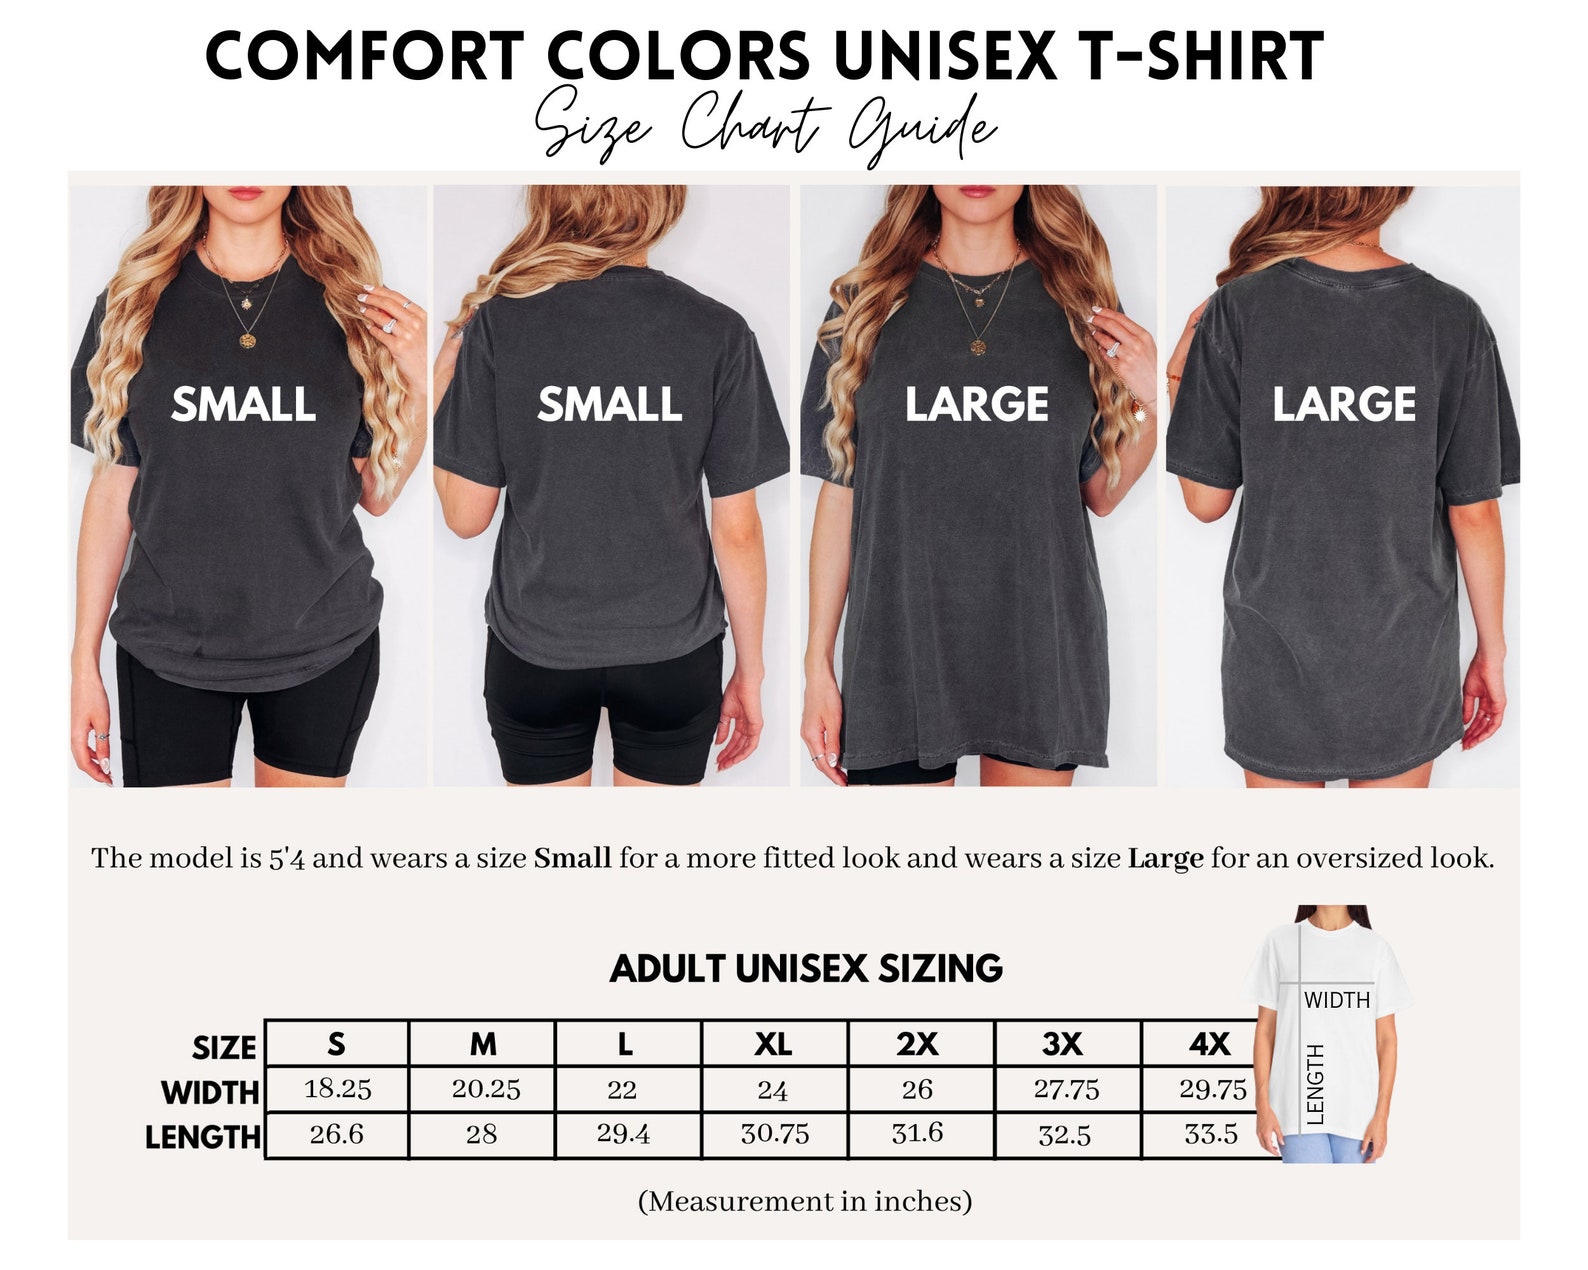 COMFORT COLORS UNISEX T-SHIRT
Size Chart Guide
SMALL
SMALL
LARGE
LARGE
The model is 5'4 and wears a size Small for a more fitted look and wears a size Large for an oversized look.
ADULT UNISEX SIZING
SIZE S M L XL 2X 3X 4X
WIDTH 18.25 20.25 22 24 26 27.75 29.75
LENGTH 26.6 28 29.4 30.75 31.6 32.5 33.5
WIDTH
LENGTH
(Measurement in inches)